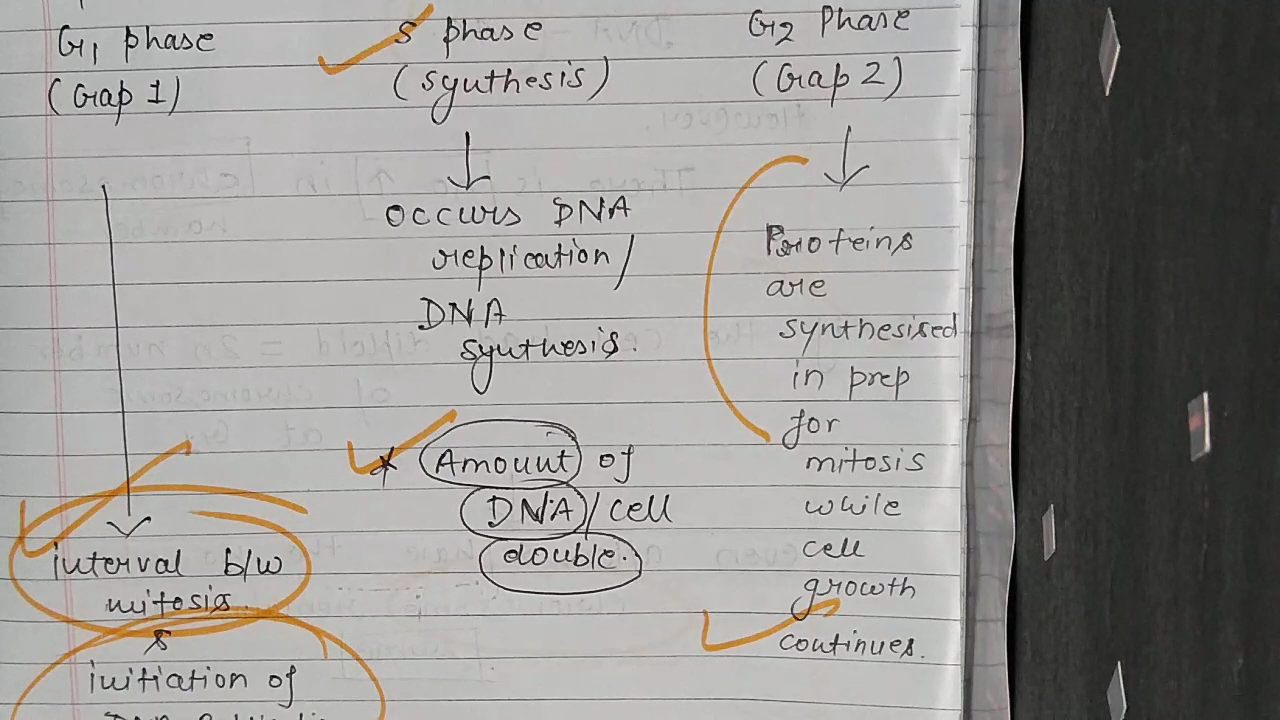 G1 phase
(Gap 1)
interval b/w
mitosis.
&
initiation of
S phase
(synthesis)
occurs DNA
replication/
DNA
synthesis.
* Amount of
DNA/cell
double.
G2 Phase
(Gap 2)
Proteins
are
synthesised
in prep
for
mitosis
while
cell
growth
continues.